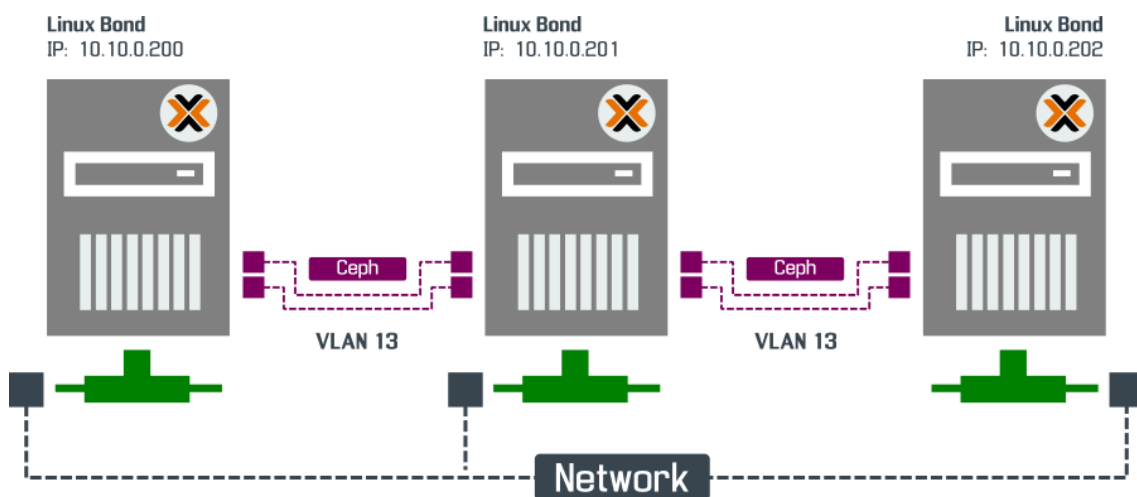 Linux Bond
IP: 10.10.0.200
Linux Bond
IP: 10.10.0.201
Linux Bond
IP: 10.10.0.202
Ceph
Ceph
VLAN 13
VLAN 13
Network